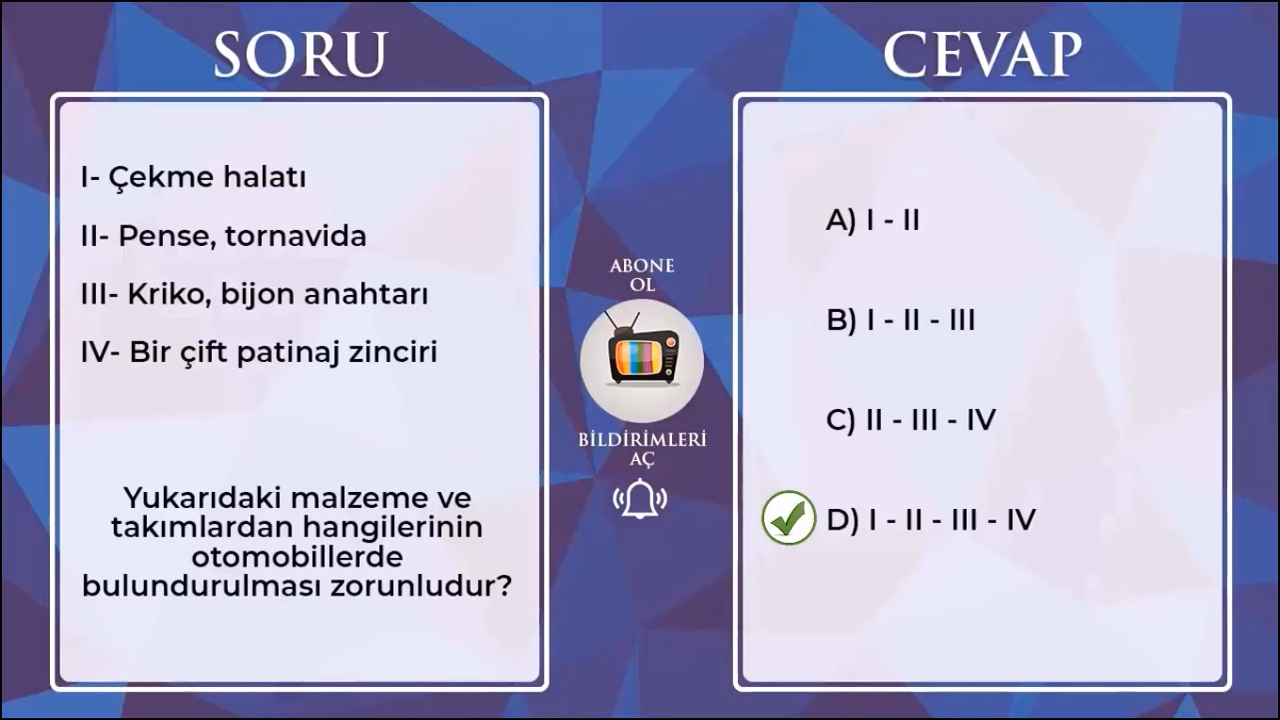 SORU
I- Çekme halatı
II- Pense, tornavida
III- Kriko, bijon anahtarı
IV- Bir çift patinaj zinciri
Yukarıdaki malzeme ve
takımlardan hangilerinin
otomobillerde
bulundurulması zorunludur?
ABONE
OL
BİLDİRİMLERİ
AÇ
CEVAP
A) I - II
B) I - II - III
C) II - III - IV
D) I - II - III - IV